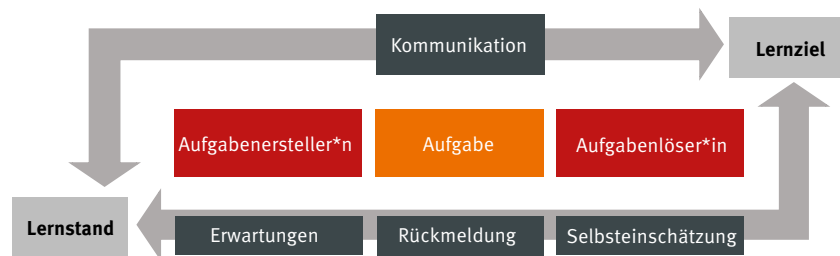 Kommunikation
Lernziel
Aufgabenersteller*n
Aufgabe
Aufgabenlöser*in
Lernstand
Erwartungen
Rückmeldung
Selbsteinschätzung